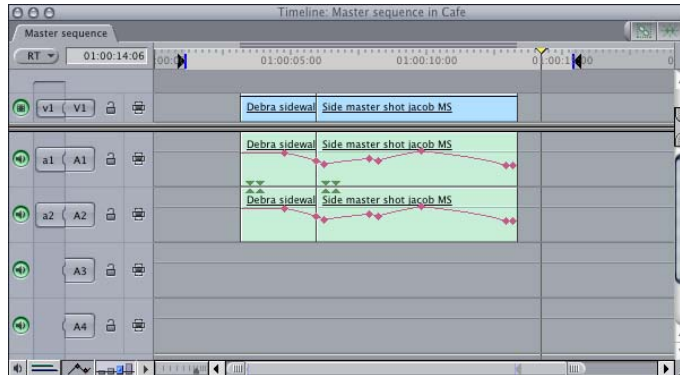 Timeline: Master sequence in Cafe
Master sequence
RT 01:00:14:06 01:00:05:00 01:00:10:00
v1 V1 Debra sidewal Side master shot jacob MS
a1 A1 Debra sidewal Side master shot jacob MS
a2 A2 Debra sidewal Side master shot jacob MS
A3
A4